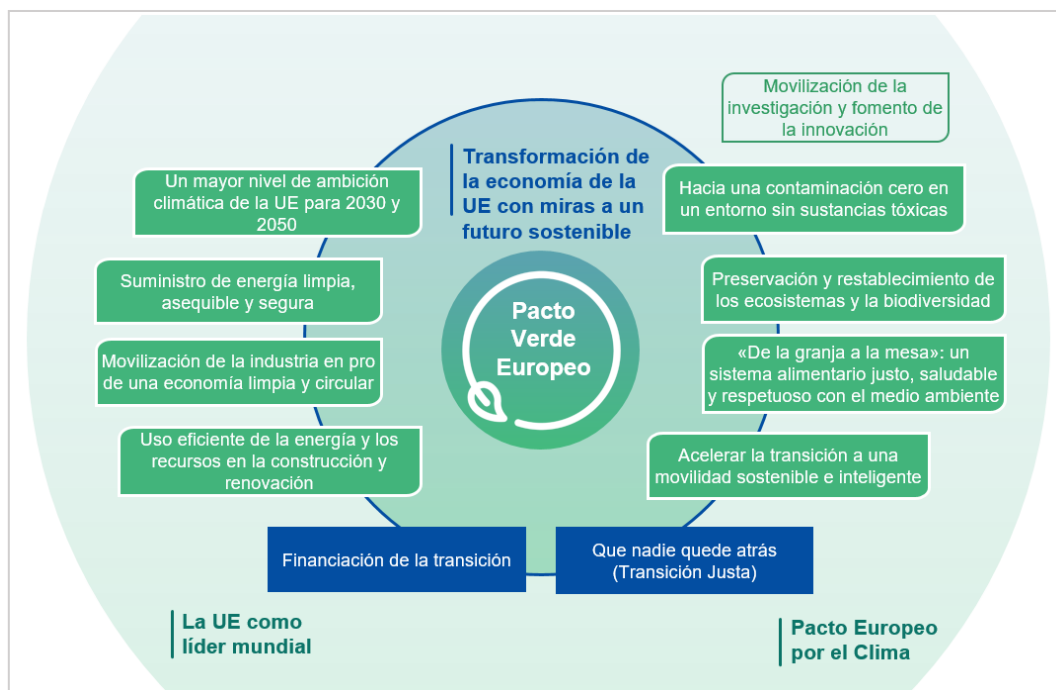 Movilización de la
investigación y fomento de
la innovación
Transformación de
la economía de la
UE con miras a un
futuro sostenible
Un mayor nivel de ambición
climática de la UE para 2030 y
2050
Suministro de energía limpia,
asequible y segura
Movilización de la industria en pro
de una economía limpia y circular
Uso eficiente de la energía y los
recursos en la construcción y
renovación
Pacto
Verde
Europeo
Hacia una contaminación cero en
un entorno sin sustancias tóxicas
Preservación y restablecimiento de
los ecosistemas y la biodiversidad
«De la granja a la mesa»: un
sistema alimentario justo, saludable
y respetuoso con el medio ambiente
Acelerar la transición a una
movilidad sostenible e inteligente
Financiación de la transición
Que nadie quede atrás
(Transición Justa)
La UE como
líder mundial
Pacto Europeo
por el Clima